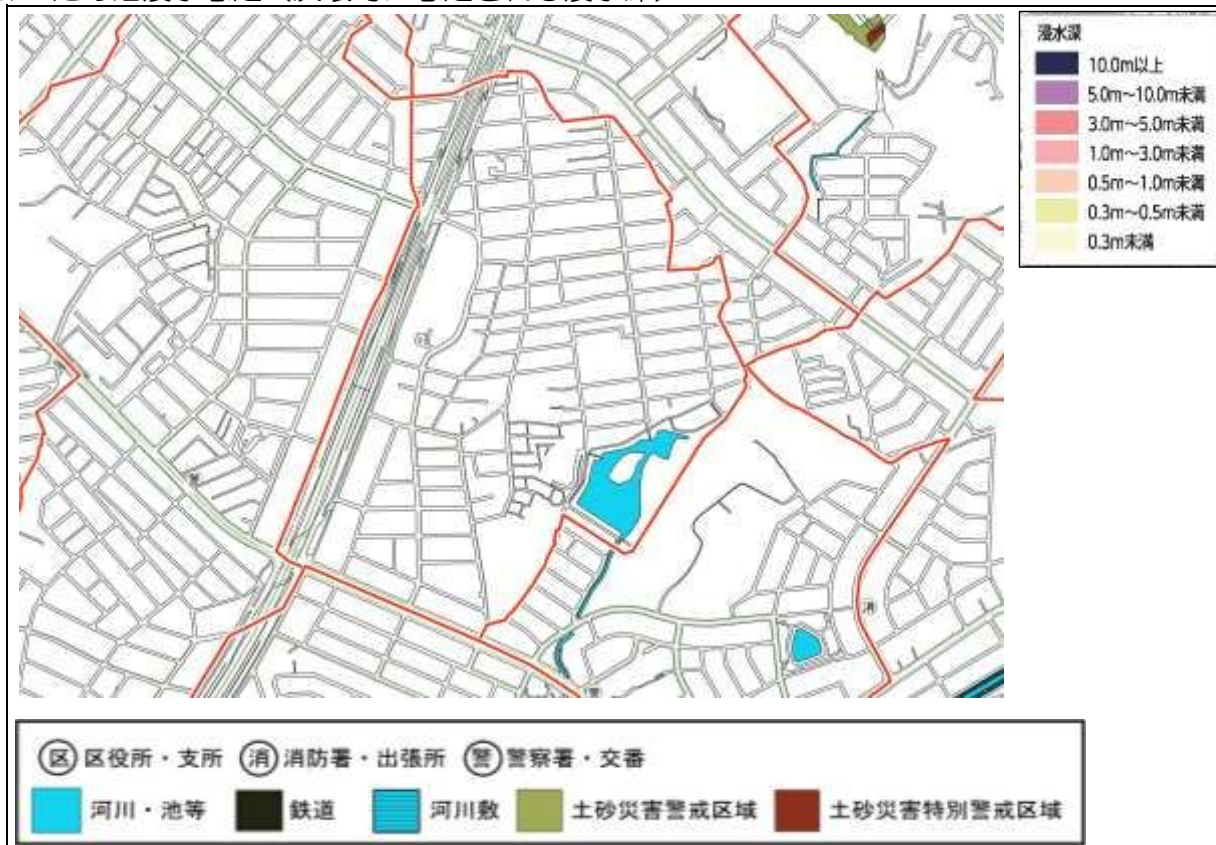 浸水深
10.0m以上
5.0m～10.0m未満
3.0m～5.0m未満
1.0m～3.0m未満
0.5m～1.0m未満
0.3m～0.5m未満
0.3m未満
消
区 区役所・支所 消 消防署・出張所 警 警察署・交番
河川・池等 鉄道 河川敷 土砂災害警戒区域 土砂災害特別警戒区域